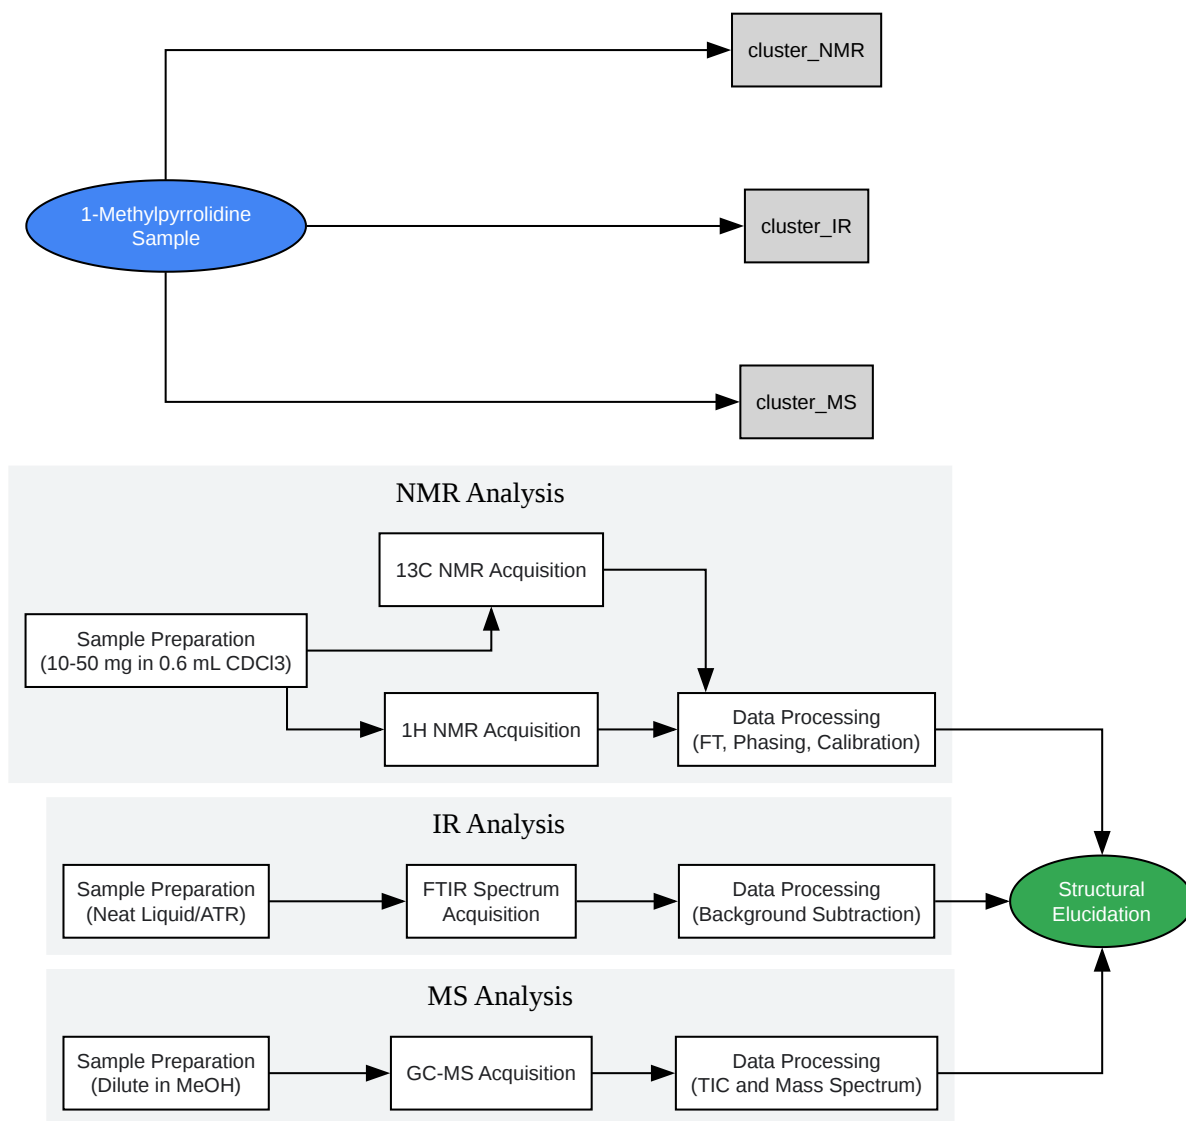 cluster_NMR
1-Methylpyrrolidine
Sample
cluster_IR
cluster_MS
NMR Analysis
13C NMR Acquisition
Sample Preparation
(10-50 mg in 0.6 mL CDCl3)
1H NMR Acquisition
Data Processing
(FT, Phasing, Calibration)
IR Analysis
Sample Preparation
(Neat Liquid/ATR)
FTIR Spectrum
Acquisition
Data Processing
(Background Subtraction)
Structural
Elucidation
MS Analysis
Sample Preparation
(Dilute in MeOH)
GC-MS Acquisition
Data Processing
(TIC and Mass Spectrum)